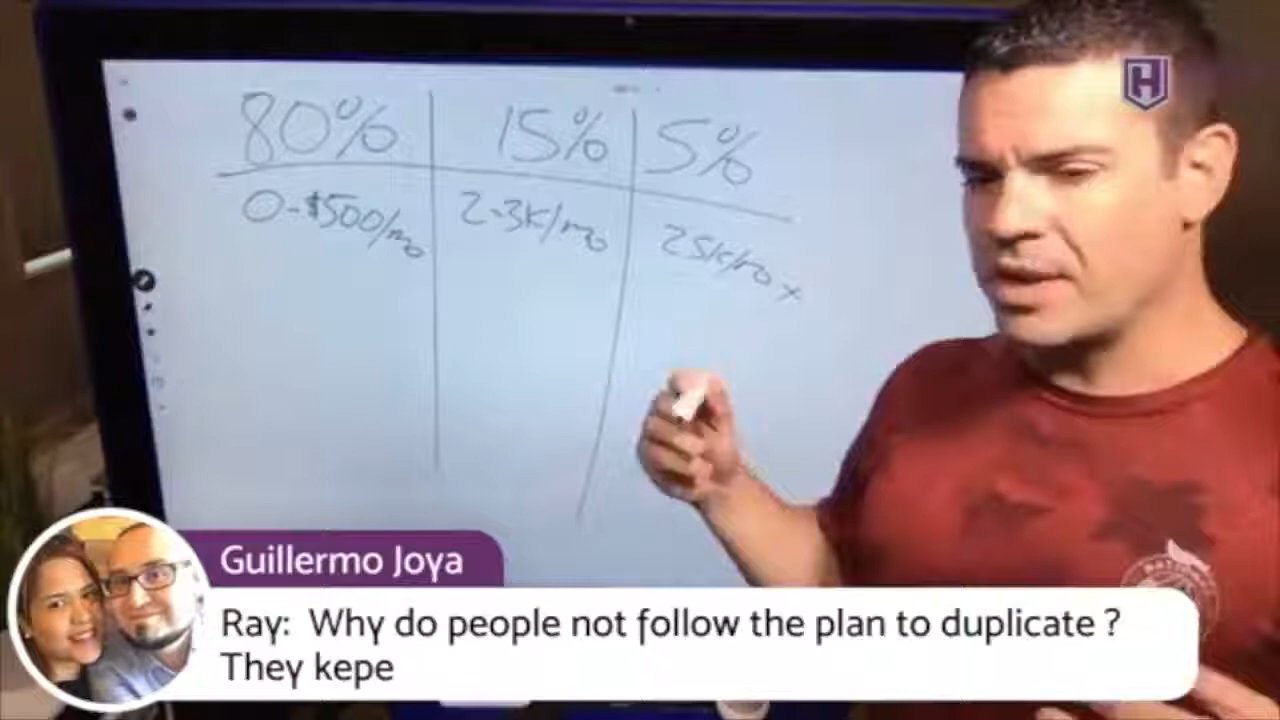 80% 15% 5%
0-$500/mo 2-3K/mo 25K/mo +
Guillermo Joya
Ray: Why do people not follow the plan to duplicate ?
They kepe